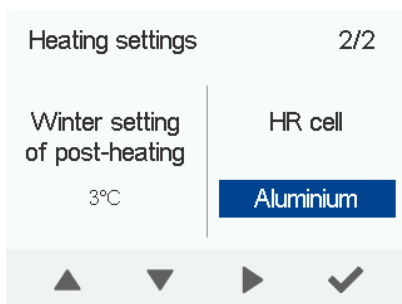 Heating settings 2/2
Winter setting
of post-heating
3°C
HR cell
Aluminium